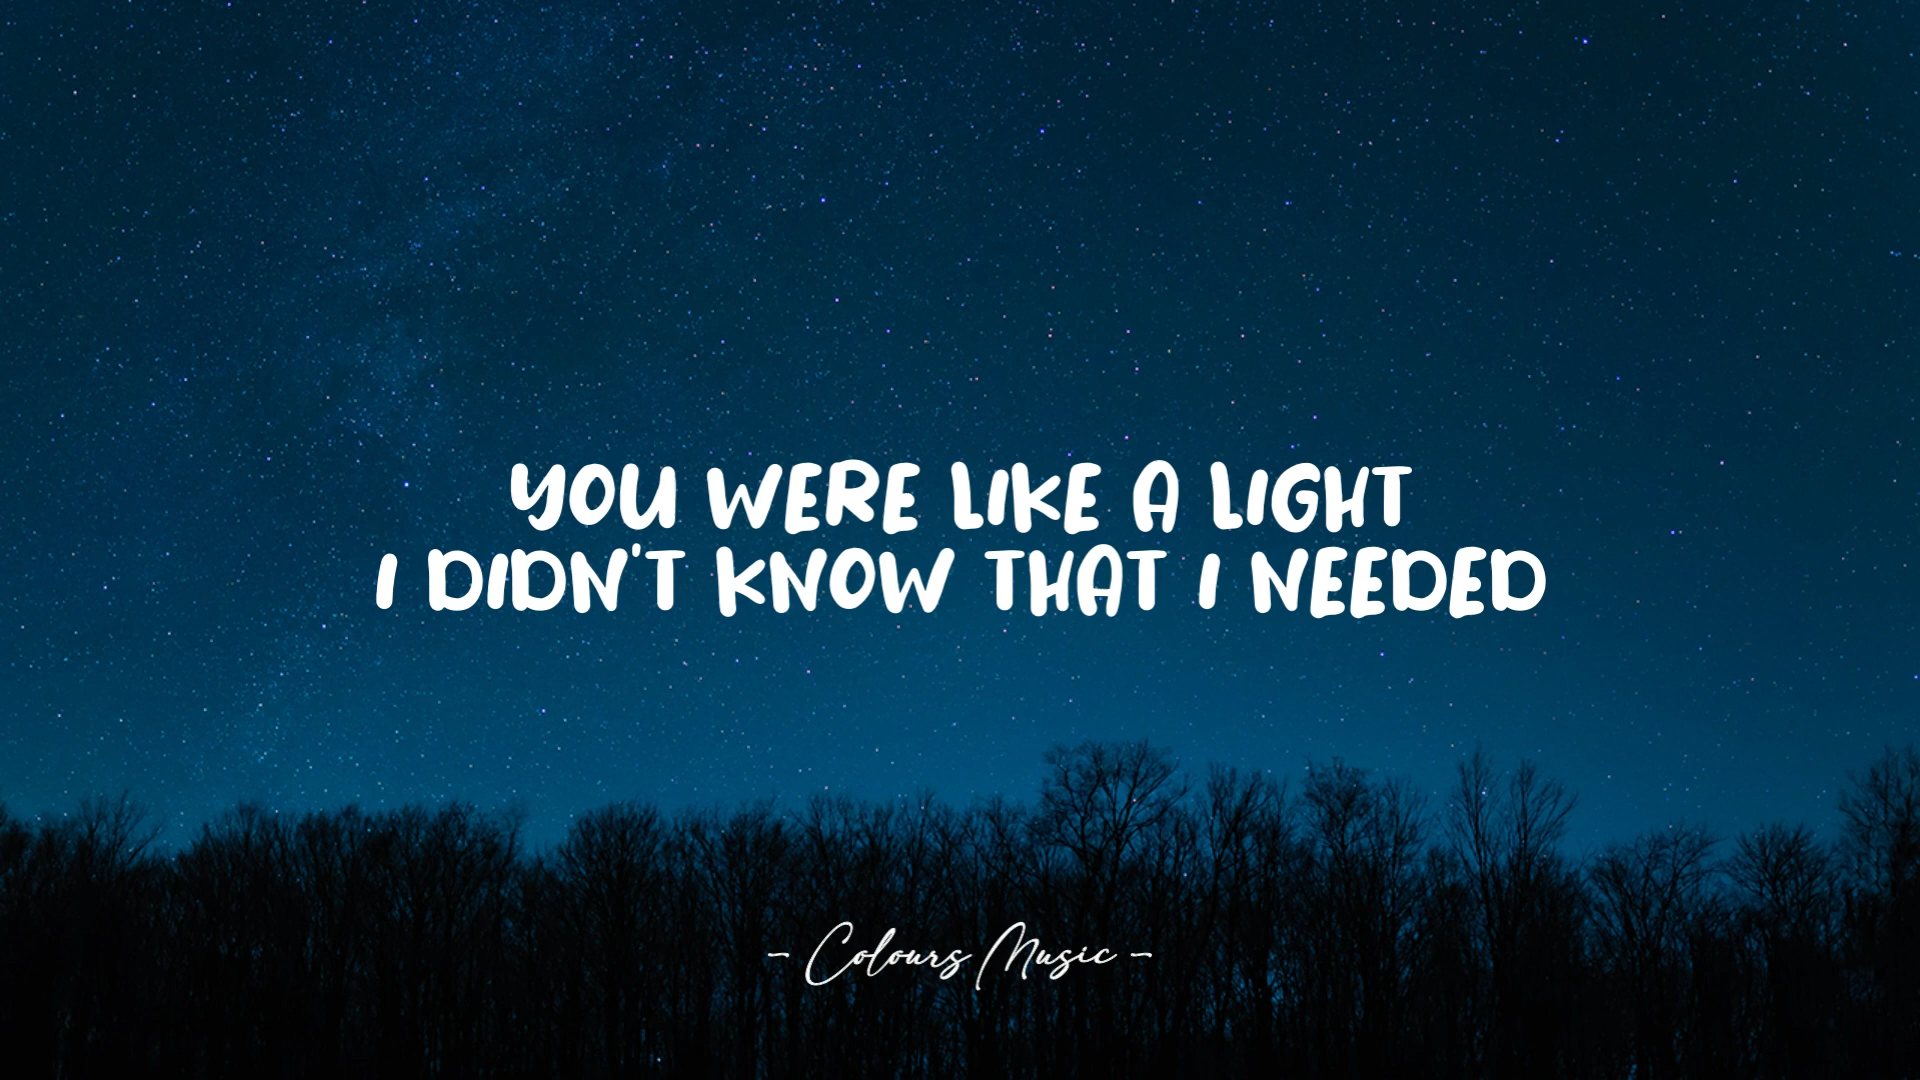 YOU WERE LIKE A LIGHT
I DIDN'T KNOW THAT I NEEDED
- Colours Music -